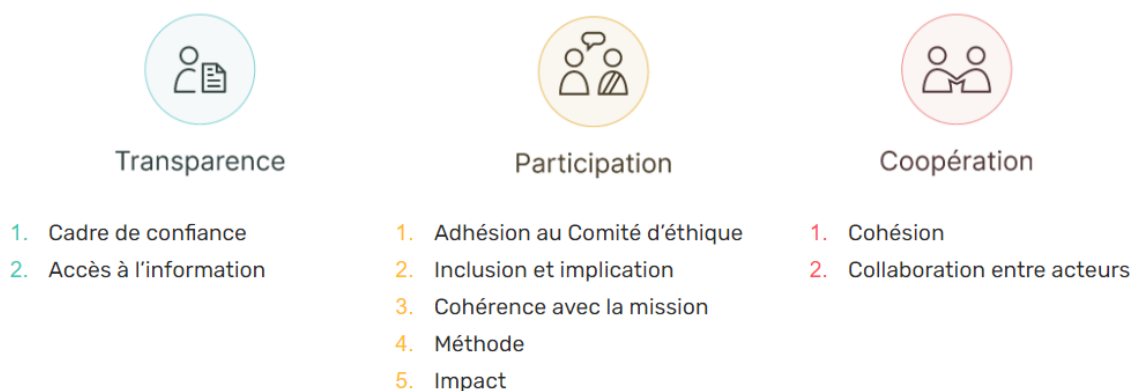 Transparence
1. Cadre de confiance
2. Accès à l'information
Participation
1. Adhésion au Comité d'éthique
2. Inclusion et implication
3. Cohérence avec la mission
4. Méthode
5. Impact
Coopération
1. Cohésion
2. Collaboration entre acteurs